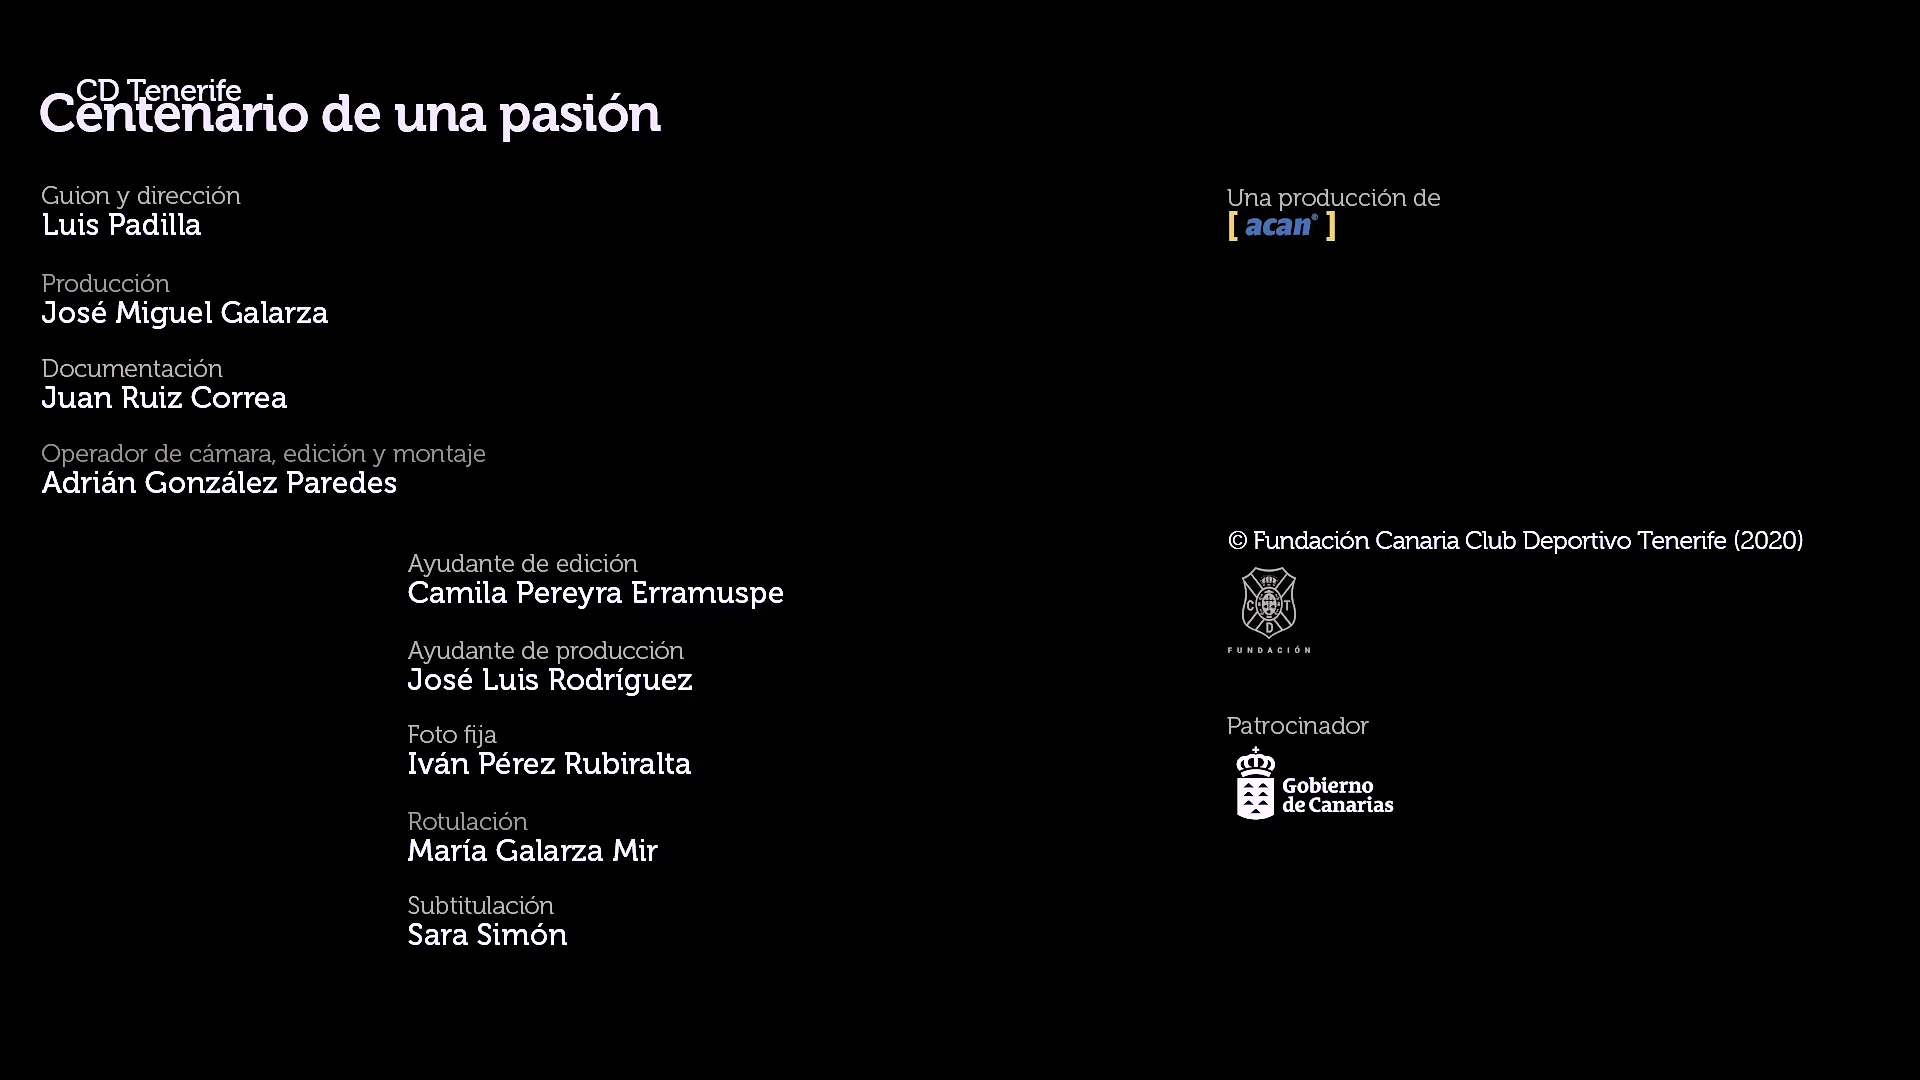 CD Tenerife
Centenario de una pasión
Guion y dirección
Luis Padilla
Producción
José Miguel Galarza
Documentación
Juan Ruiz Correa
Operador de cámara, edición y montaje
Adrián González Paredes
Ayudante de edición
Camila Pereyra Erramuspe
Ayudante de producción
José Luis Rodríguez
Foto fija
Iván Pérez Rubiralta
Rotulación
María Galarza Mir
Subtitulación
Sara Simón
Una producción de
[ acan® ]
© Fundación Canaria Club Deportivo Tenerife (2020)
C T
D
FUNDACIÓN
Patrocinador
Gobierno
de Canarias